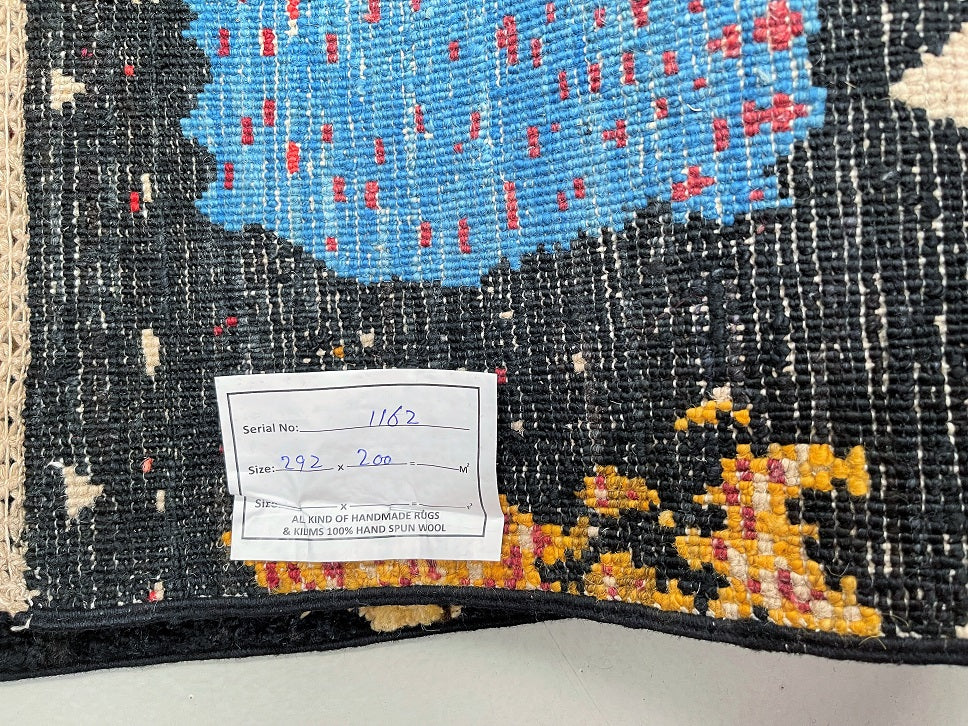 Serial No: 1162
Size: 292 x 200 = M²
Size x =
AL KIND OF HANDMADE RUGS
& KILIMS 100% HAND SPUN WOOL